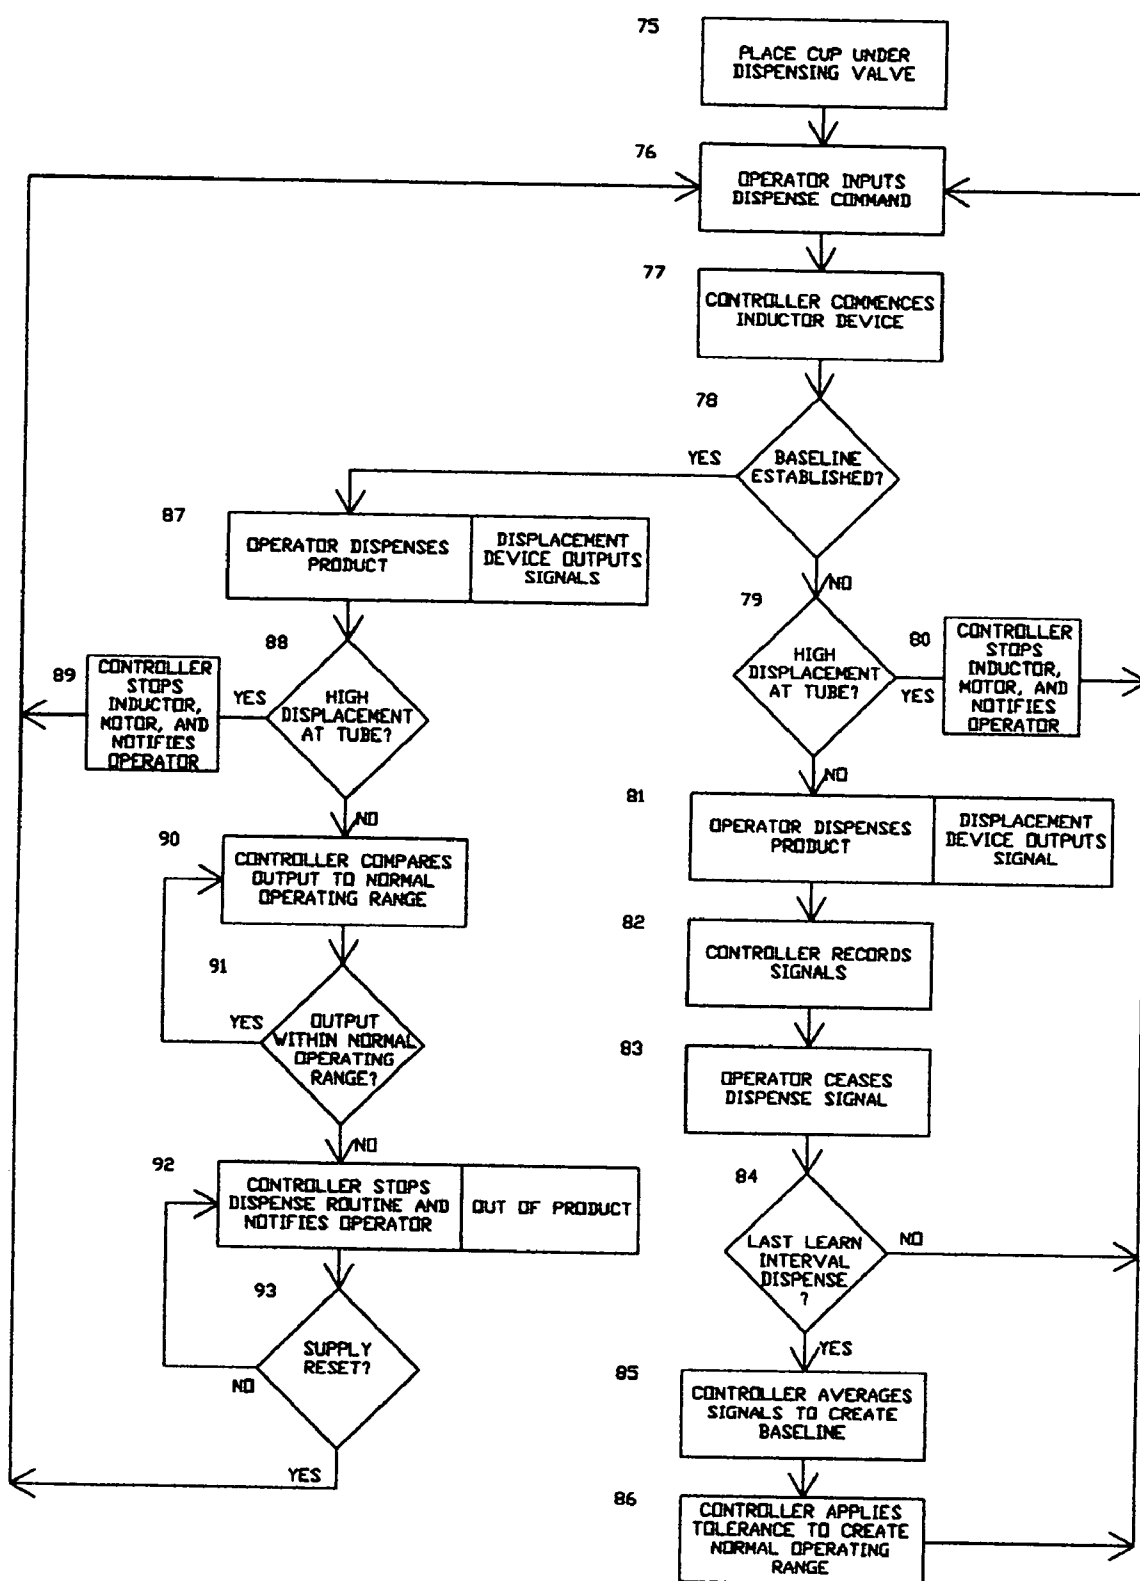 75
PLACE CUP UNDER
DISPENSING VALVE
76
OPERATOR INPUTS
DISPENSE COMMAND
77
CONTROLLER COMMENCES
INDUCTOR DEVICE
78
BASELINE
ESTABLISHED?
YES
NO
87
OPERATOR DISPENSES
PRODUCT
DISPLACEMENT
DEVICE OUTPUTS
SIGNALS
88
HIGH
DISPLACEMENT
AT TUBE?
YES
NO
89
CONTROLLER
STOPS
INDUCTOR,
MOTOR, AND
NOTIFIES
OPERATOR
90
CONTROLLER COMPARES
OUTPUT TO NORMAL
OPERATING RANGE
91
OUTPUT
WITHIN NORMAL
OPERATING
RANGE?
YES
NO
92
CONTROLLER STOPS
DISPENSE ROUTINE AND
NOTIFIES OPERATOR
OUT OF PRODUCT
93
SUPPLY
RESET?
NO
YES
79
HIGH
DISPLACEMENT
AT TUBE?
YES
NO
80
CONTROLLER
STOPS
INDUCTOR,
MOTOR, AND
NOTIFIES
OPERATOR
81
OPERATOR DISPENSES
PRODUCT
DISPLACEMENT
DEVICE OUTPUTS
SIGNAL
82
CONTROLLER RECORDS
SIGNALS
83
OPERATOR CEASES
DISPENSE SIGNAL
84
LAST LEARN
INTERVAL
DISPENSE
?
NO
YES
85
CONTROLLER AVERAGES
SIGNALS TO CREATE
BASELINE
86
CONTROLLER APPLIES
TOLERANCE TO CREATE
NORMAL OPERATING
RANGE